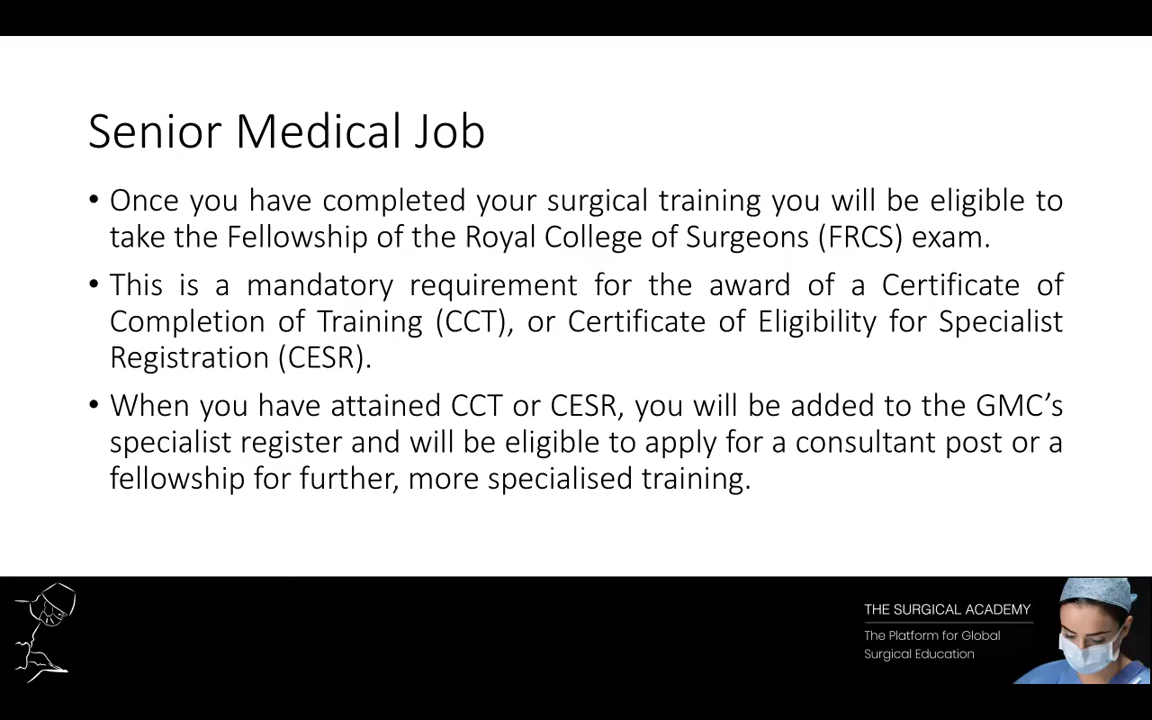 Senior Medical Job
• Once you have completed your surgical training you will be eligible to
take the Fellowship of the Royal College of Surgeons (FRCS) exam.
• This is a mandatory requirement for the award of a Certificate of
Completion of Training (CCT), or Certificate of Eligibility for Specialist
Registration (CESR).
• When you have attained CCT or CESR, you will be added to the GMC’s
specialist register and will be eligible to apply for a consultant post or a
fellowship for further, more specialised training.
THE SURGICAL ACADEMY
The Platform for Global
Surgical Education